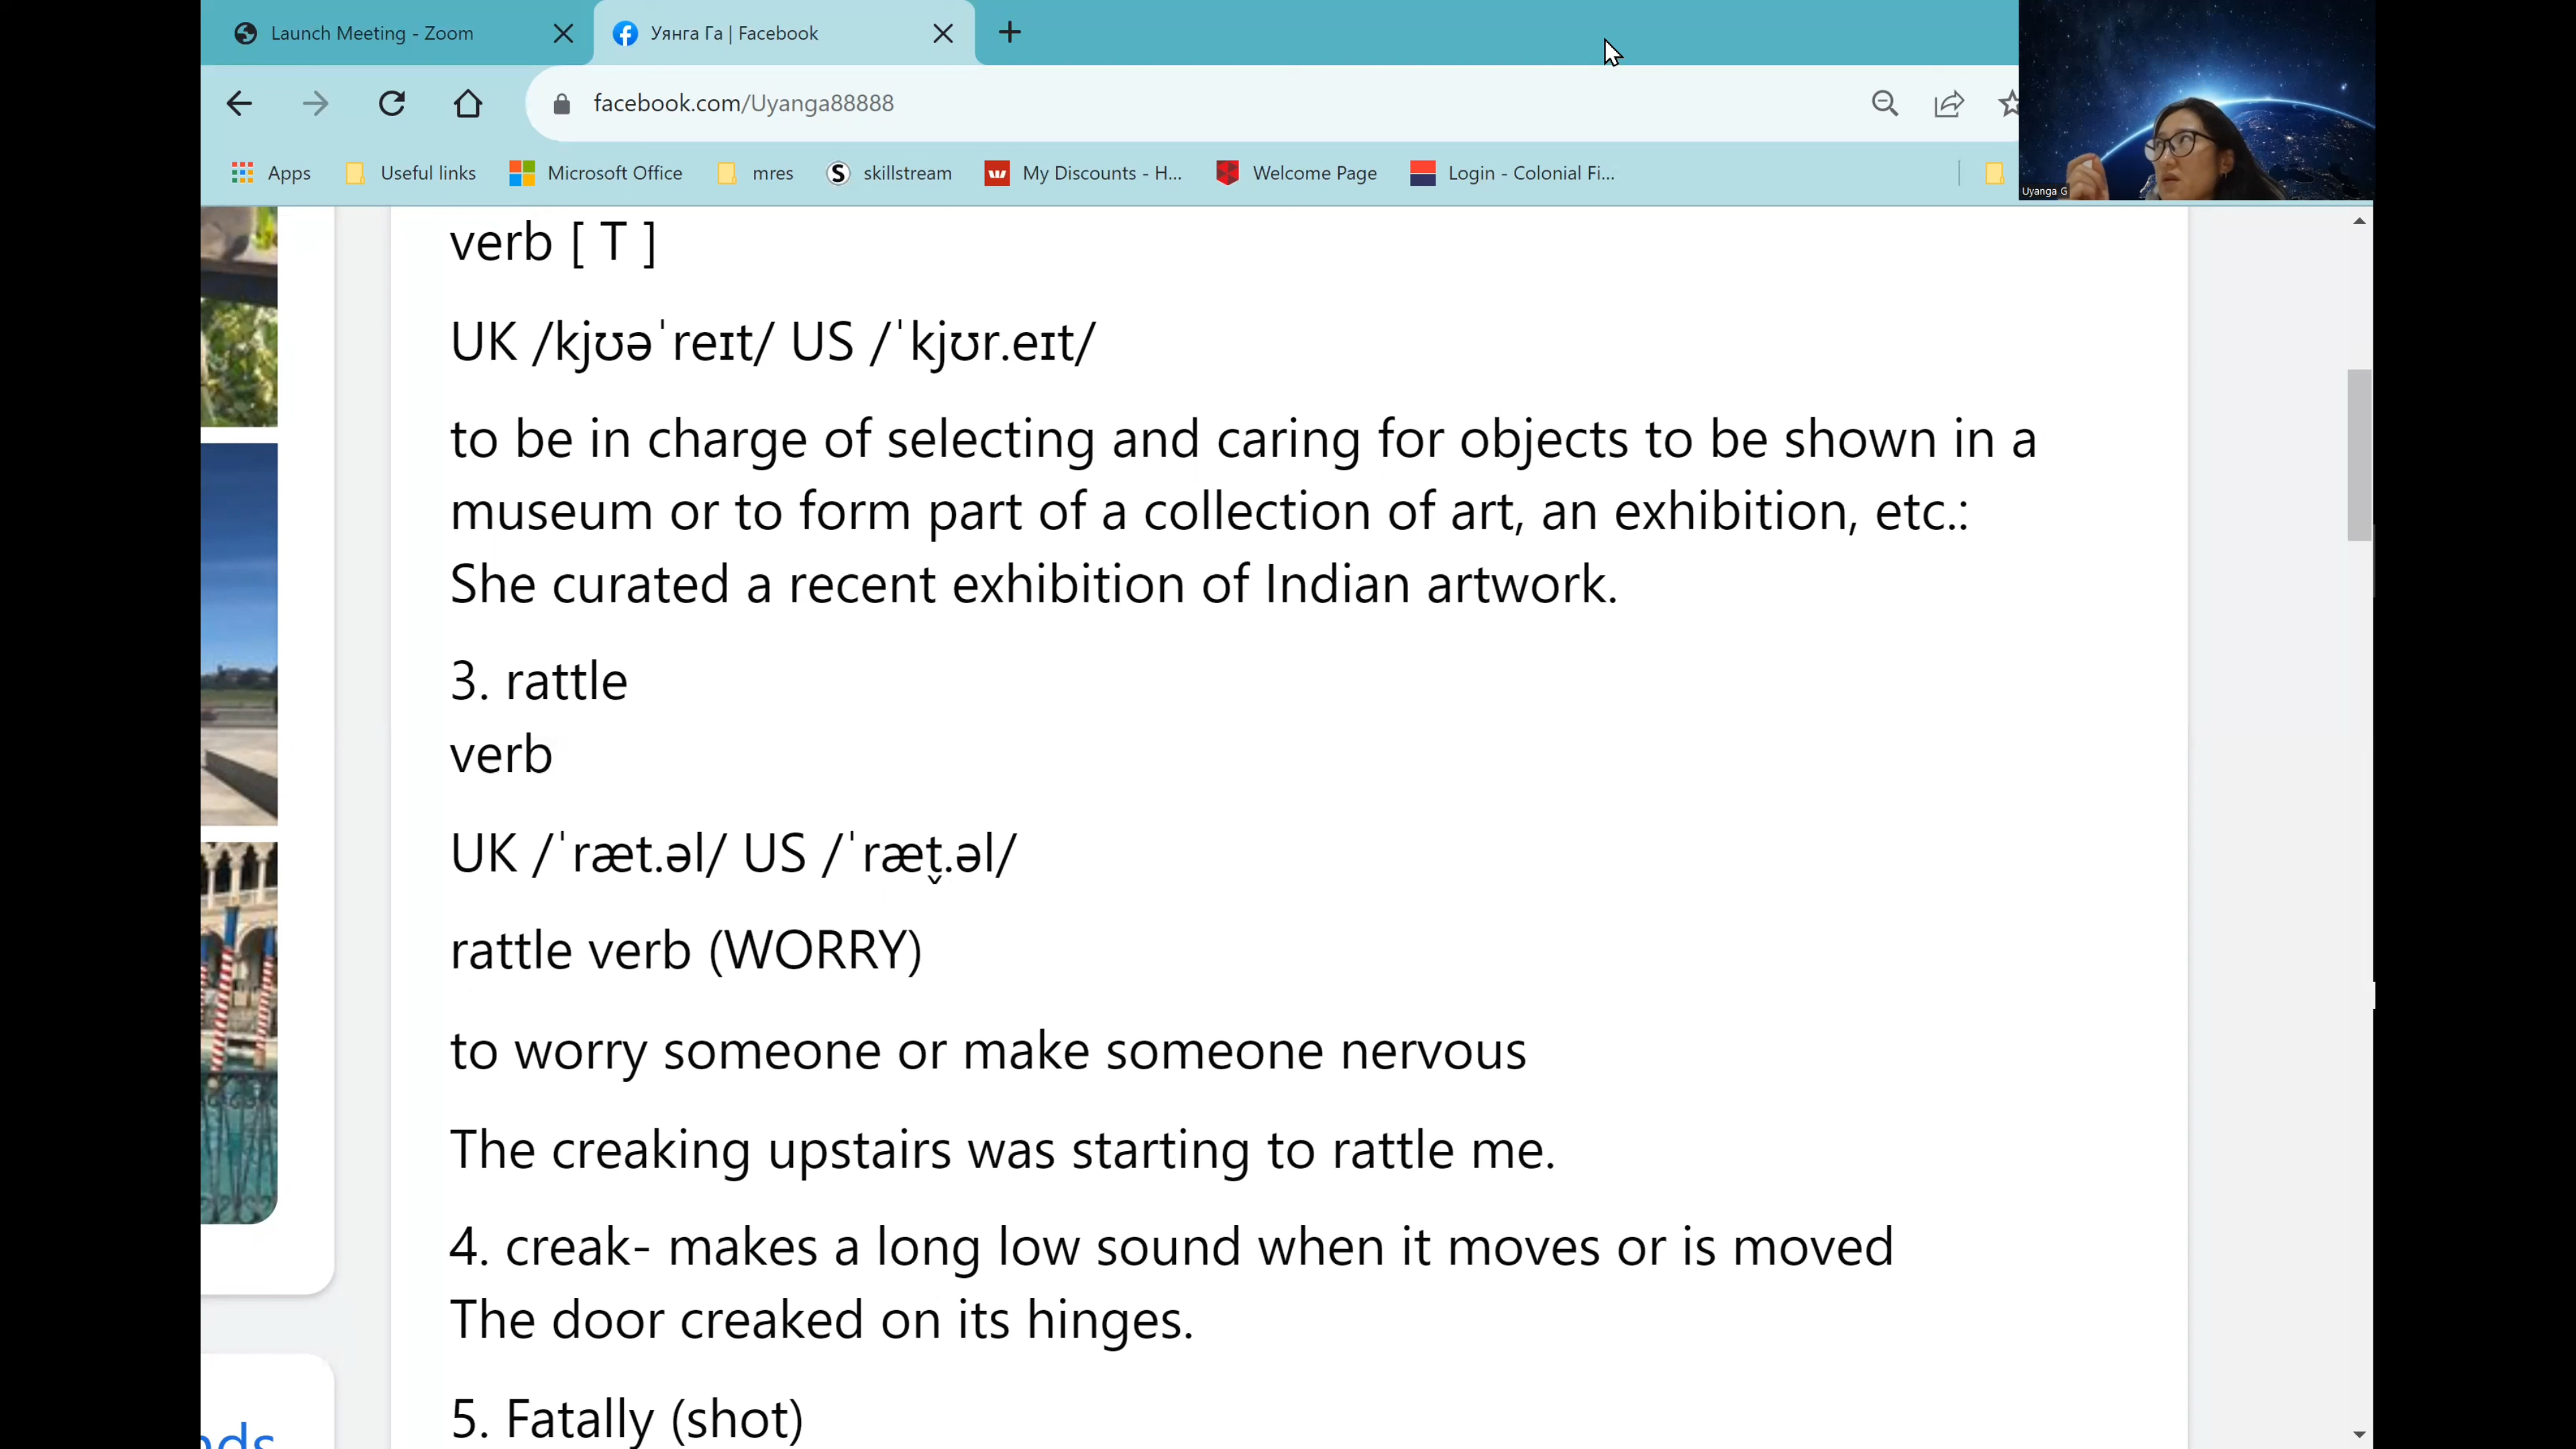 Launch Meeting - Zoom
Уянга Га | Facebook
facebook.com/Uyanga88888
Apps
Useful links
Microsoft Office
mres
skillstream
My Discounts - H...
Welcome Page
Login - Colonial Fi...
Uyanga G
verb [ T ]
UK /kjʊəˈreɪt/ US /ˈkjʊr.eɪt/
to be in charge of selecting and caring for objects to be shown in a
museum or to form part of a collection of art, an exhibition, etc.:
She curated a recent exhibition of Indian artwork.
3. rattle
verb
UK /ˈræt.əl/ US /ˈræt̬.əl/
rattle verb (WORRY)
to worry someone or make someone nervous
The creaking upstairs was starting to rattle me.
4. creak- makes a long low sound when it moves or is moved
The door creaked on its hinges.
5. Fatally (shot)
nds